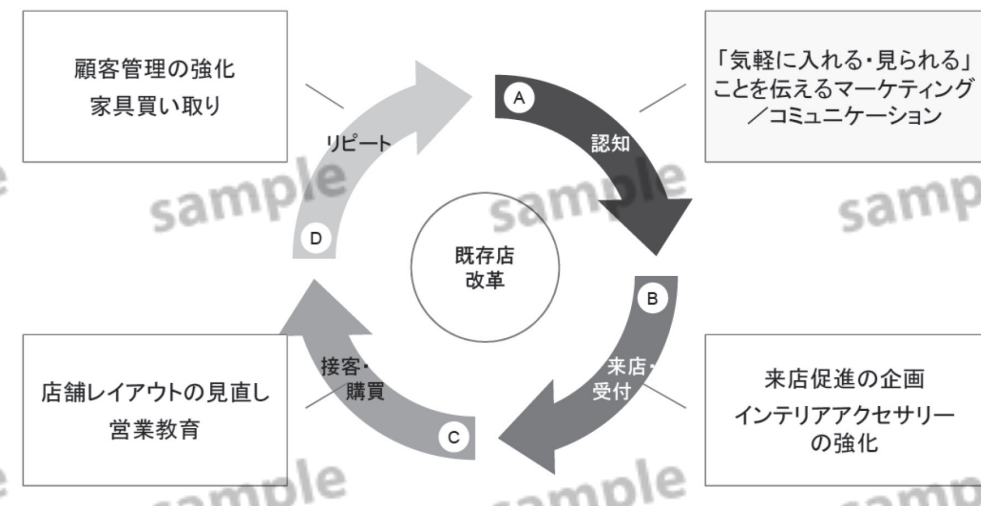 顧客管理の強化
家具買い取り
「気軽に入れる・見られる」
ことを伝えるマーケティング
／コミュニケーション
A
認知
リピート
D
既存店
改革
B
来店・
受付
接客・
購買
C
店舗レイアウトの見直し
営業教育
来店促進の企画
インテリアアクセサリー
の強化
sample
sample
sample
sample
sample
sample